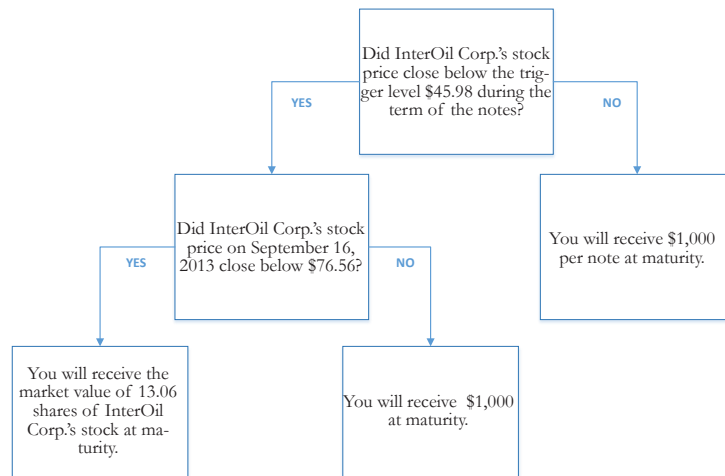 Did InterOil Corp.'s stock
price close below the trig-
ger level $45.98 during the
term of the notes?
YES
NO
Did InterOil Corp.'s stock
price on September 16,
2013 close below $76.56?
You will receive $1,000
per note at maturity.
YES
NO
You will receive the
market value of 13.06
shares of InterOil
Corp.'s stock at ma-
turity.
You will receive $1,000
at maturity.